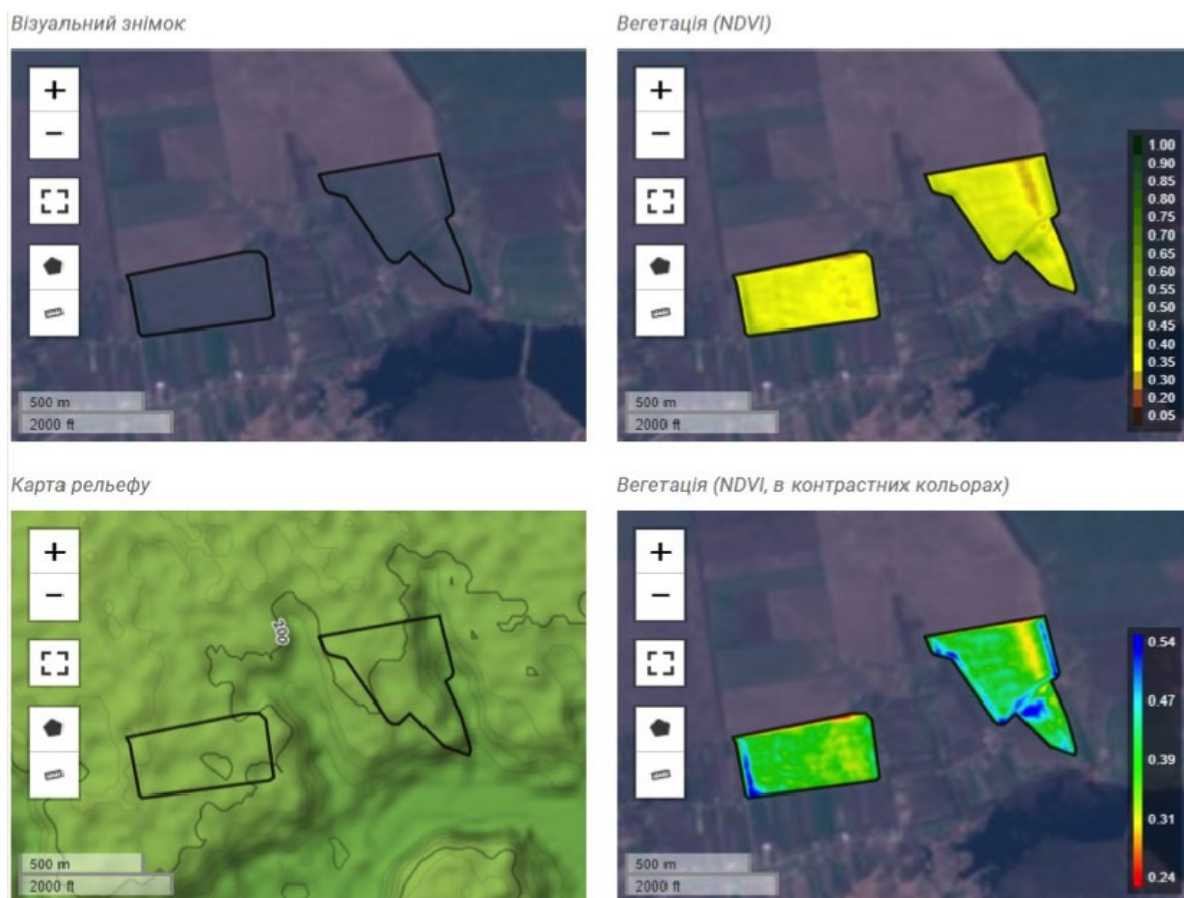 Візуальний знімок
Вегетація (NDVI)
+
−
500 m
2000 ft
+
−
1.00
0.90
0.85
0.80
0.75
0.70
0.65
0.60
0.55
0.50
0.45
0.40
0.35
0.30
0.20
0.05
500 m
2000 ft
Карта рельєфу
Вегетація (NDVI, в контрастних кольорах)
+
−
200
500 m
2000 ft
+
−
0.54
0.47
0.39
0.31
0.24
500 m
2000 ft